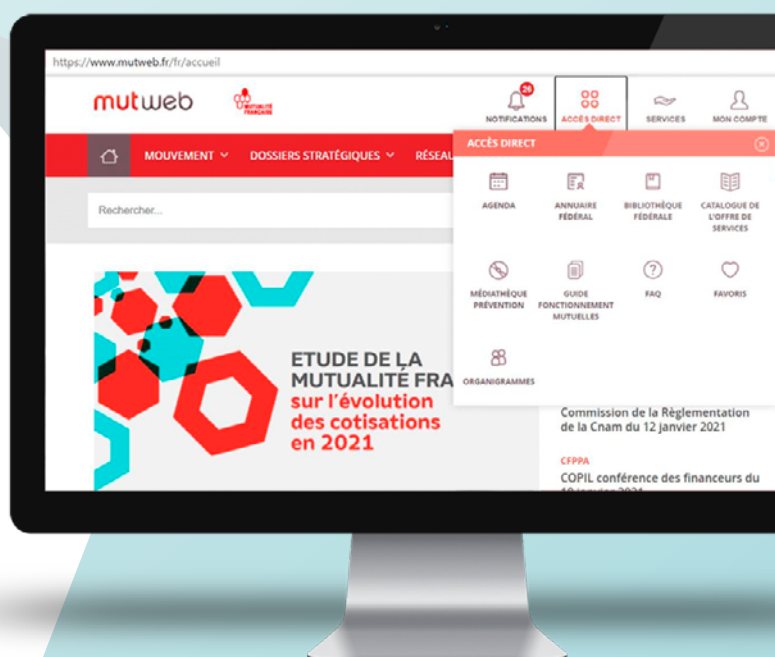 https://www.mutweb.fr/fr/accueil
mutweb
MUTUALITÉ
FRANÇAISE
26
NOTIFICATIONS
ACCÈS DIRECT
SERVICES
MON COMPTE
MOUVEMENT
DOSSIERS STRATÉGIQUES
RÉSEAU
ACCÈS DIRECT
AGENDA
ANNUAIRE
FÉDÉRAL
BIBLIOTHÈQUE
FÉDÉRALE
CATALOGUE DE
L'OFFRE DE
SERVICES
Rechercher...
MÉDIATHÈQUE
PRÉVENTION
GUIDE
FONCTIONNEMENT
MUTUELLES
FAQ
FAVORIS
ORGANIGRAMMES
ETUDE DE LA
MUTUALITÉ FRA
sur l'évolution
des cotisations
en 2021
Commission de la Règlementation
de la Cnam du 12 janvier 2021
CFPPA
COPIL conférence des financeurs du